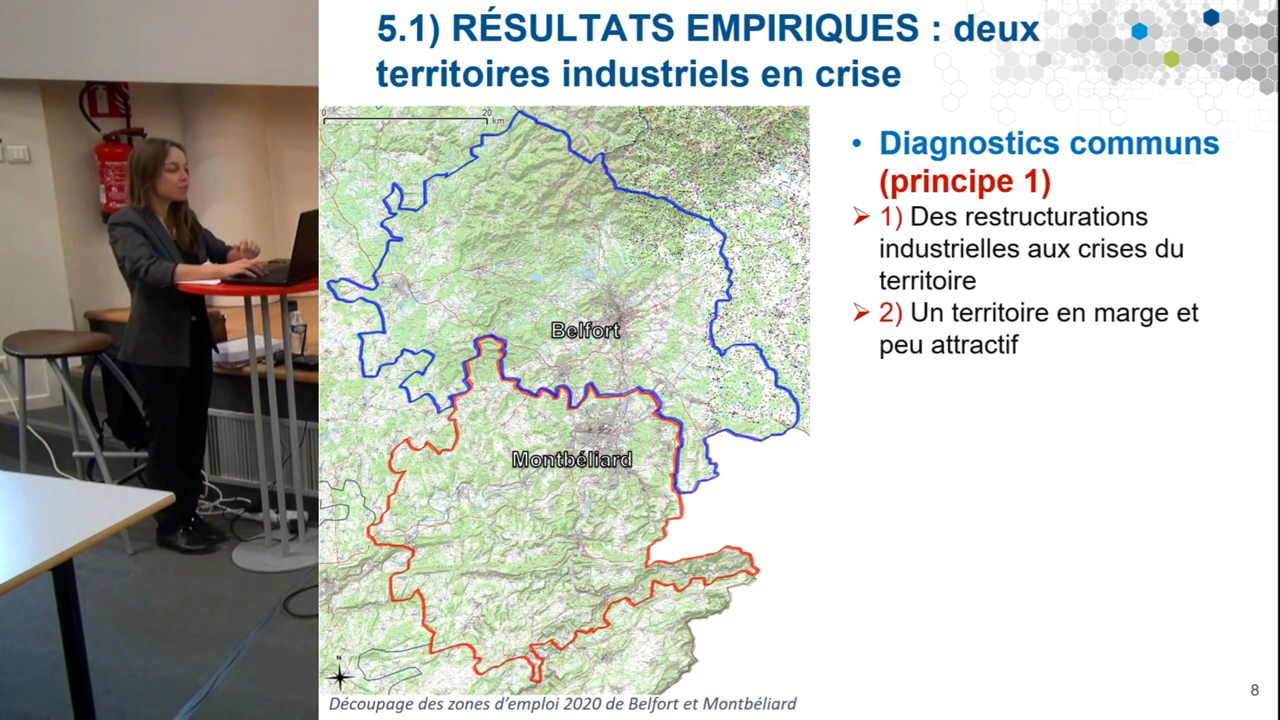 5.1) RÉSULTATS EMPIRIQUES : deux
territoires industriels en crise
0 20
km
Belfort
Montbéliard
N
Découpage des zones d'emploi 2020 de Belfort et Montbéliard
• Diagnostics communs
(principe 1)
➢ 1) Des restructurations
industrielles aux crises du
territoire
➢ 2) Un territoire en marge et
peu attractif
8